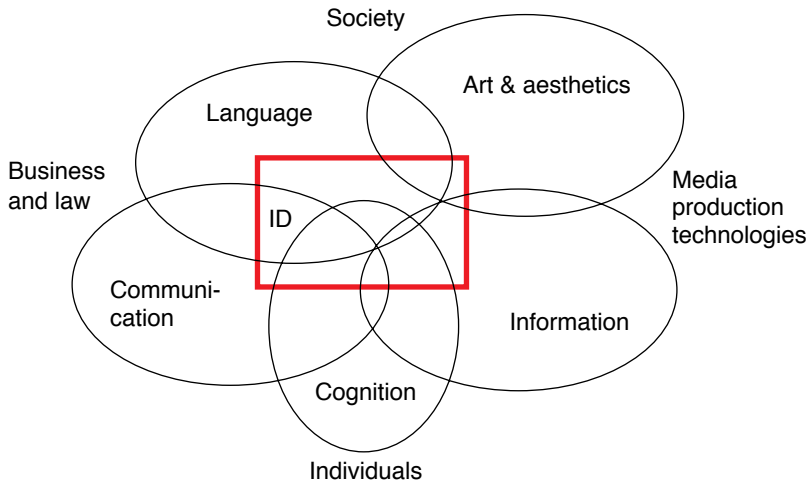 Society
Art & aesthetics
Language
Business
and law
Media
production
technologies
ID
Communi-
cation
Information
Cognition
Individuals